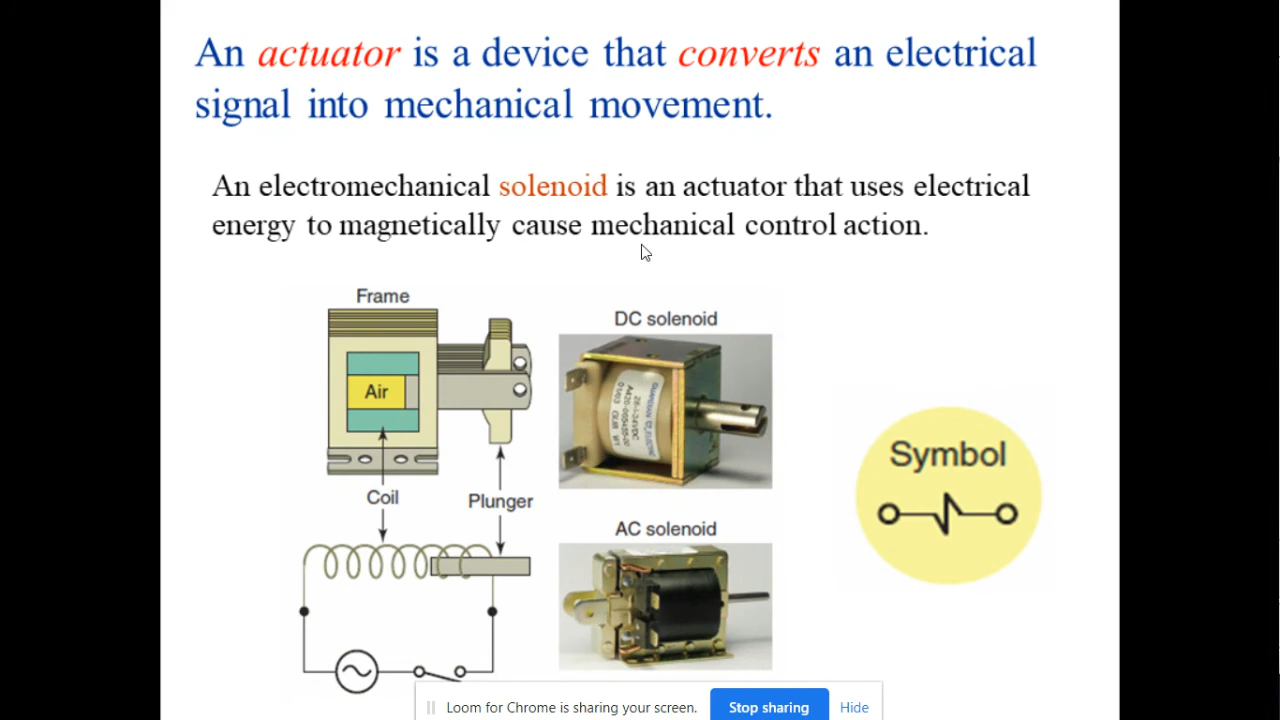 An actuator is a device that converts an electrical
signal into mechanical movement.
An electromechanical solenoid is an actuator that uses electrical
energy to magnetically cause mechanical control action.
Frame
Air
Coil
Plunger
DC solenoid
AC solenoid
Symbol
Loom for Chrome is sharing your screen.
Stop sharing
Hide